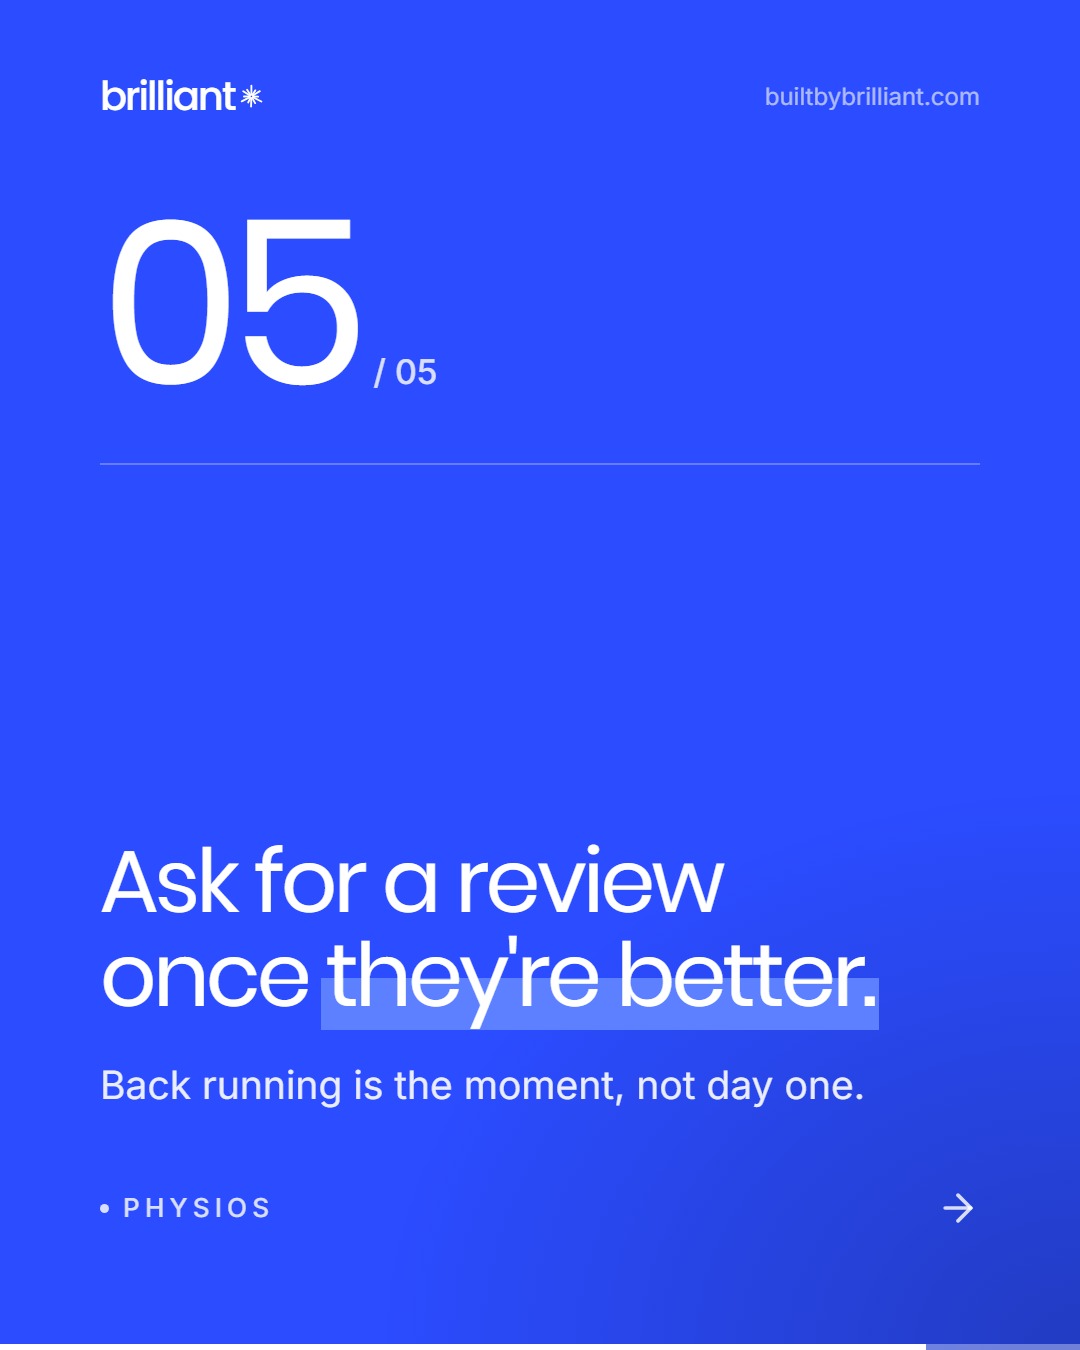 brilliant
builtbybrilliant.com
05 / 05
Ask for a review
once they're better.
Back running is the moment, not day one.
• PHYSIOS